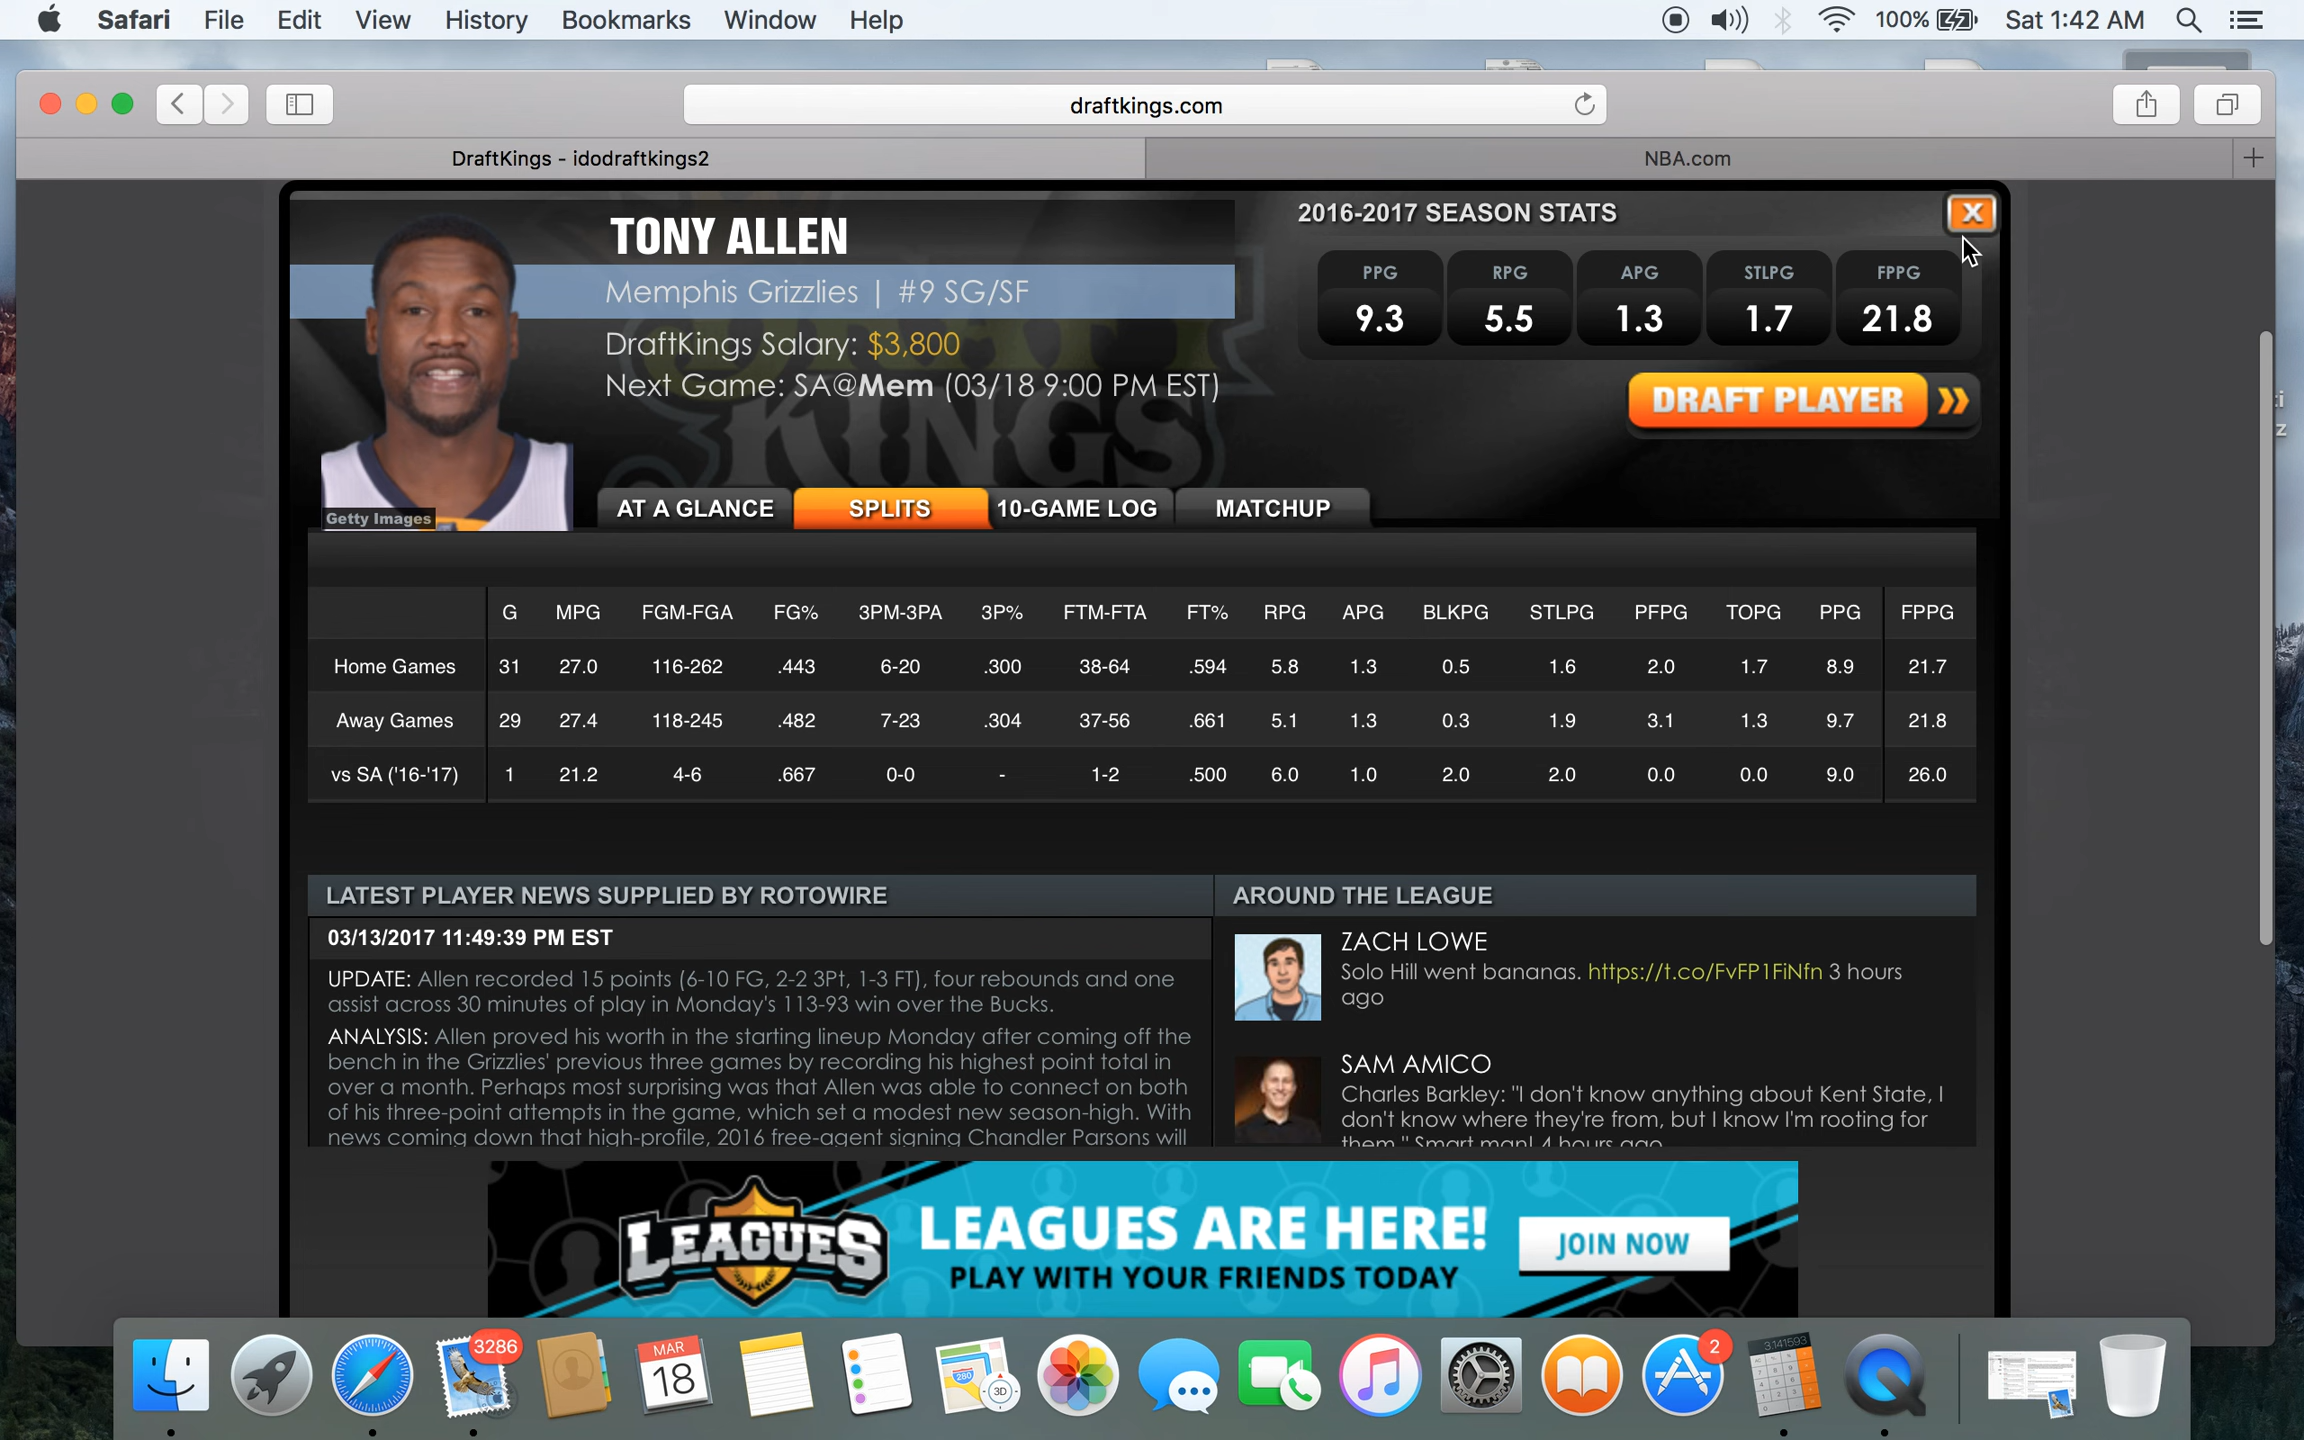 Safari File Edit View History Bookmarks Window Help 100% Sat 1:42 AM
draftkings.com
DraftKings - idodraftkings2 NBA.com
TONY ALLEN
Memphis Grizzlies | #9 SG/SF
DraftKings Salary: $3,800
Next Game: SA@Mem (03/18 9:00 PM EST)
KINGS
Getty Images
2016-2017 SEASON STATS
X
PPG RPG APG STLPG FPPG
9.3 5.5 1.3 1.7 21.8
DRAFT PLAYER
AT A GLANCE SPLITS 10-GAME LOG MATCHUP
G MPG FGM-FGA FG% 3PM-3PA 3P% FTM-FTA FT% RPG APG BLKPG STLPG PFPG TOPG PPG FPPG
Home Games 31 27.0 116-262 .443 6-20 .300 38-64 .594 5.8 1.3 0.5 1.6 2.0 1.7 8.9 21.7
Away Games 29 27.4 118-245 .482 7-23 .304 37-56 .661 5.1 1.3 0.3 1.9 3.1 1.3 9.7 21.8
vs SA ('16-'17) 1 21.2 4-6 .667 0-0 - 1-2 .500 6.0 1.0 2.0 2.0 0.0 0.0 9.0 26.0
LATEST PLAYER NEWS SUPPLIED BY ROTOWIRE
03/13/2017 11:49:39 PM EST
UPDATE: Allen recorded 15 points (6-10 FG, 2-2 3Pt, 1-3 FT), four rebounds and one
assist across 30 minutes of play in Monday's 113-93 win over the Bucks.
ANALYSIS: Allen proved his worth in the starting lineup Monday after coming off the
bench in the Grizzlies' previous three games by recording his highest point total in
over a month. Perhaps most surprising was that Allen was able to connect on both
of his three-point attempts in the game, which set a modest new season-high. With
news coming down that high-profile, 2016 free-agent signing Chandler Parsons will
AROUND THE LEAGUE
ZACH LOWE
Solo Hill went bananas. https://t.co/FvFP1FiNfn 3 hours
ago
SAM AMICO
Charles Barkley: "I don't know anything about Kent State, I
don't know where they're from, but I know I'm rooting for
them." Smart man! 4 hours ago
LEAGUES
LEAGUES ARE HERE!
PLAY WITH YOUR FRIENDS TODAY
JOIN NOW
3286
MAR
18
280
3D
2
3.141593